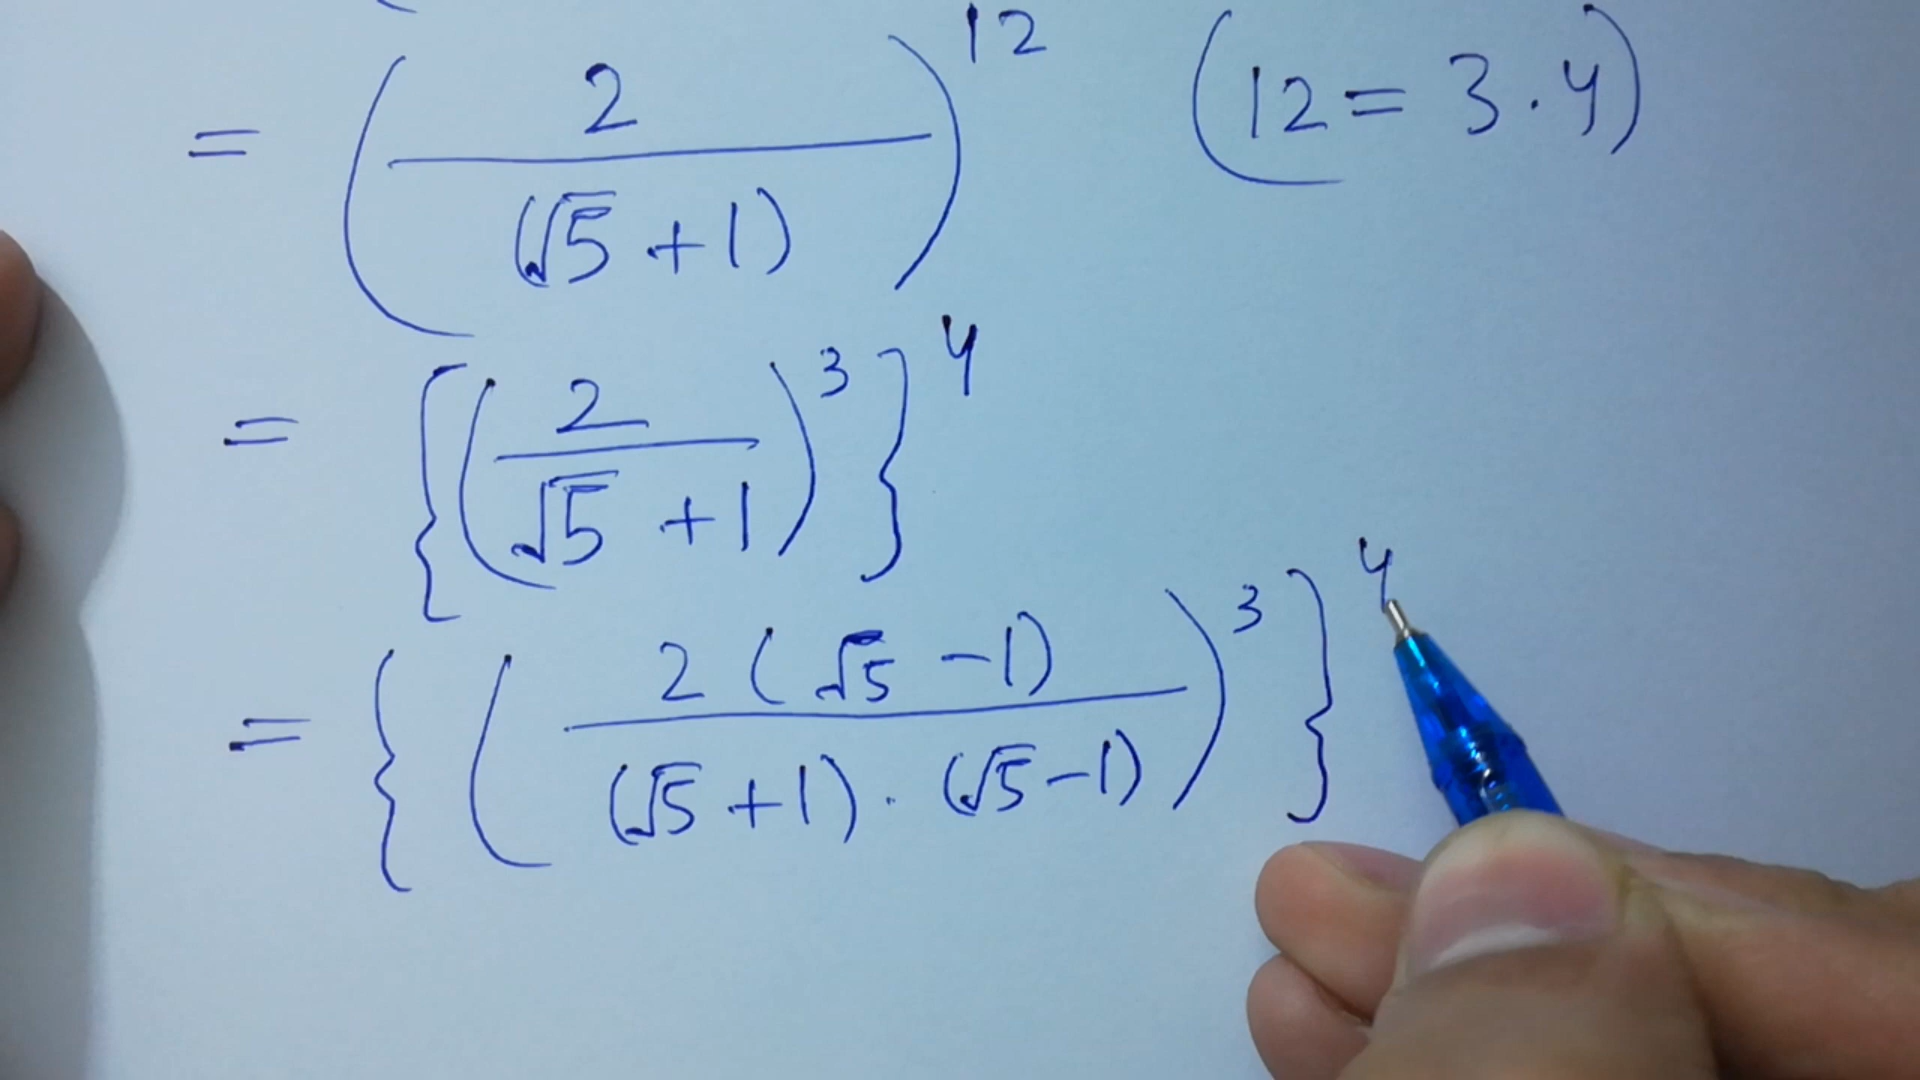 = (2/(√5 + 1))^12 (12 = 3 · 4)
= {(2/√5 + 1)^3}^4
= {(2(√5 - 1)/(√5 + 1) · (√5 - 1))^3}^4